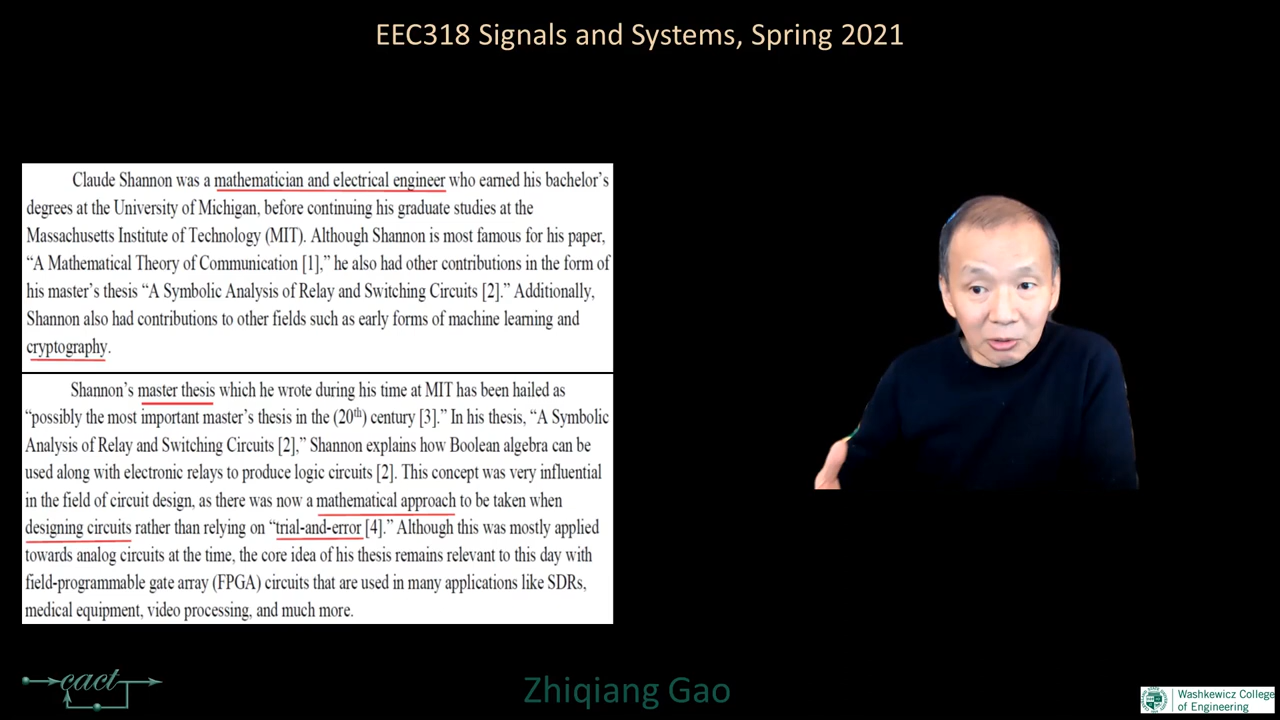 EEC318 Signals and Systems, Spring 2021
Claude Shannon was a mathematician and electrical engineer who earned his bachelor's
degrees at the University of Michigan, before continuing his graduate studies at the
Massachusetts Institute of Technology (MIT). Although Shannon is most famous for his paper,
“A Mathematical Theory of Communication [1],” he also had other contributions in the form of
his master's thesis “A Symbolic Analysis of Relay and Switching Circuits [2].” Additionally,
Shannon also had contributions to other fields such as early forms of machine learning and
cryptography.
Shannon's master thesis which he wrote during his time at MIT has been hailed as
“possibly the most important master's thesis in the (20th) century [3].” In his thesis, “A Symbolic
Analysis of Relay and Switching Circuits [2],” Shannon explains how Boolean algebra can be
used along with electronic relays to produce logic circuits [2]. This concept was very influential
in the field of circuit design, as there was now a mathematical approach to be taken when
designing circuits rather than relying on “trial-and-error [4].” Although this was mostly applied
towards analog circuits at the time, the core idea of his thesis remains relevant to this day with
field-programmable gate array (FPGA) circuits that are used in many applications like SDRs,
medical equipment, video processing, and much more.
cact
Zhiqiang Gao
Washkewicz College
of Engineering